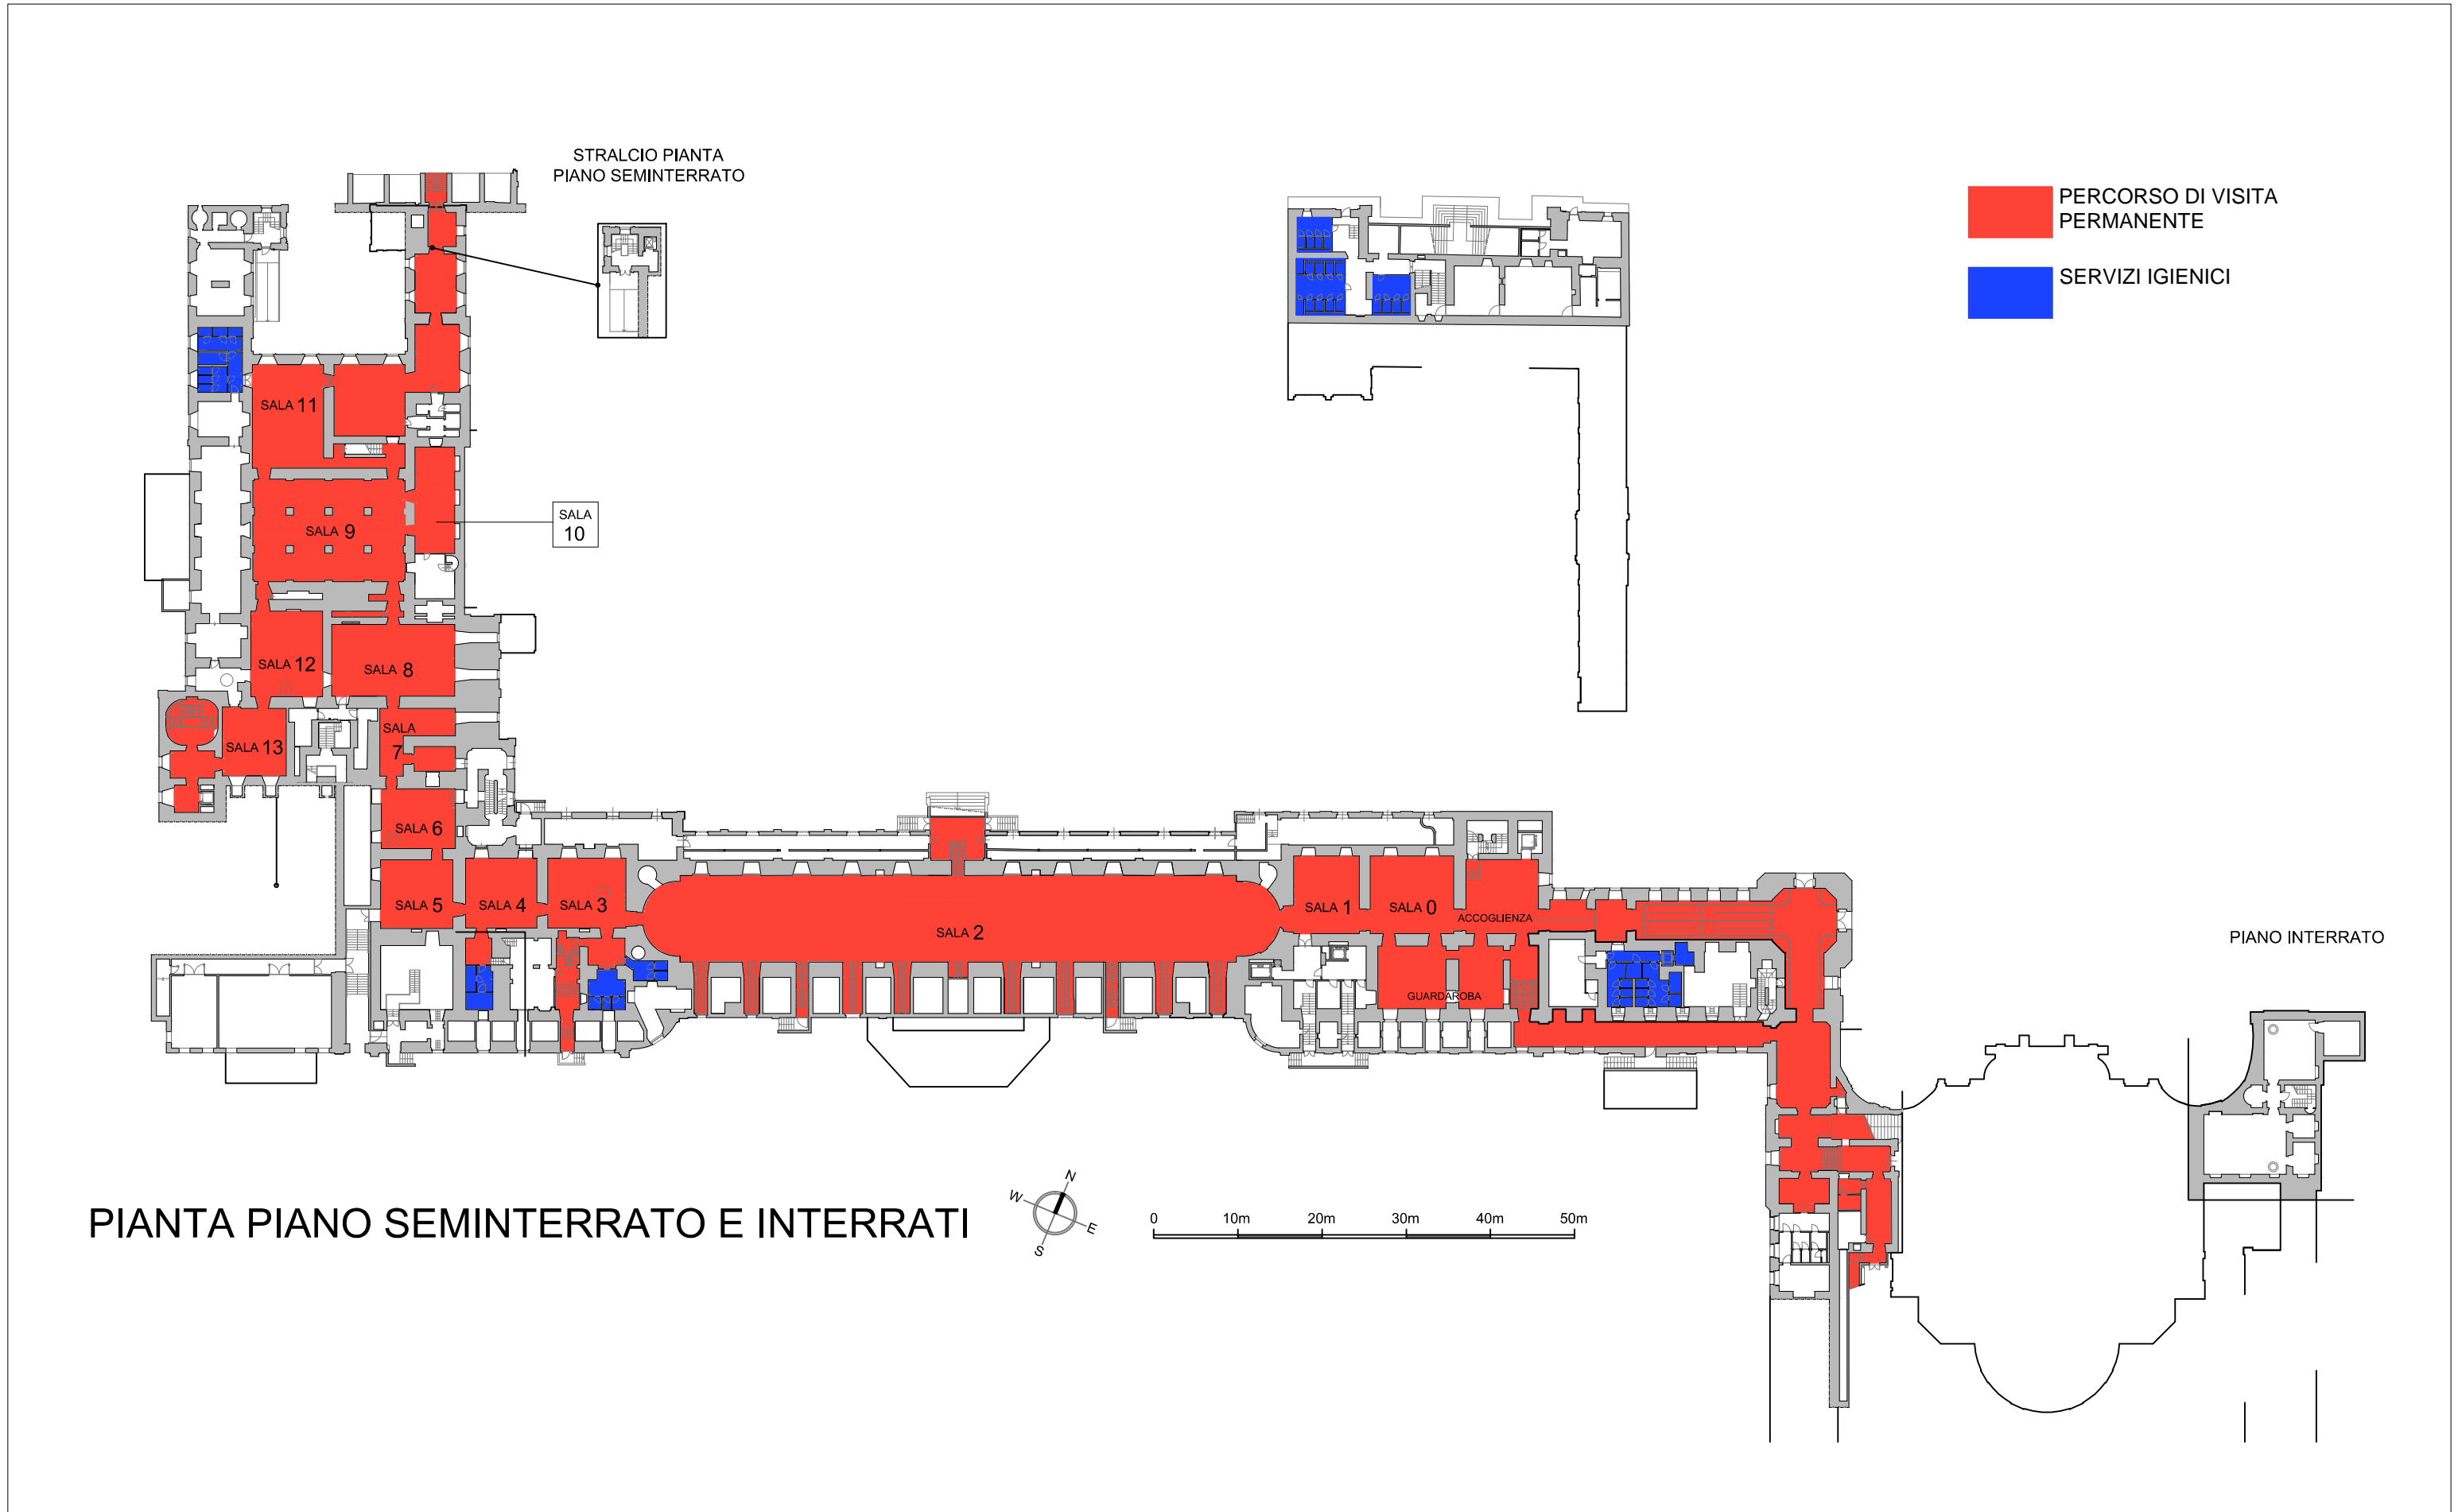 STRALCIO PIANTA
PIANO SEMINTERRATO
PERCORSO DI VISITA
PERMANENTE
SERVIZI IGIENICI
SALA 11
SALA 9
SALA
10
SALA 12
SALA 8
SALA
7
SALA 13
SALA 6
SALA 5
SALA 4
SALA 3
SALA 2
SALA 1
SALA 0
ACCOGLIENZA
GUARDAROBA
PIANO INTERRATO
PIANTA PIANO SEMINTERRATO E INTERRATI
N
W
E
S
0 10m 20m 30m 40m 50m